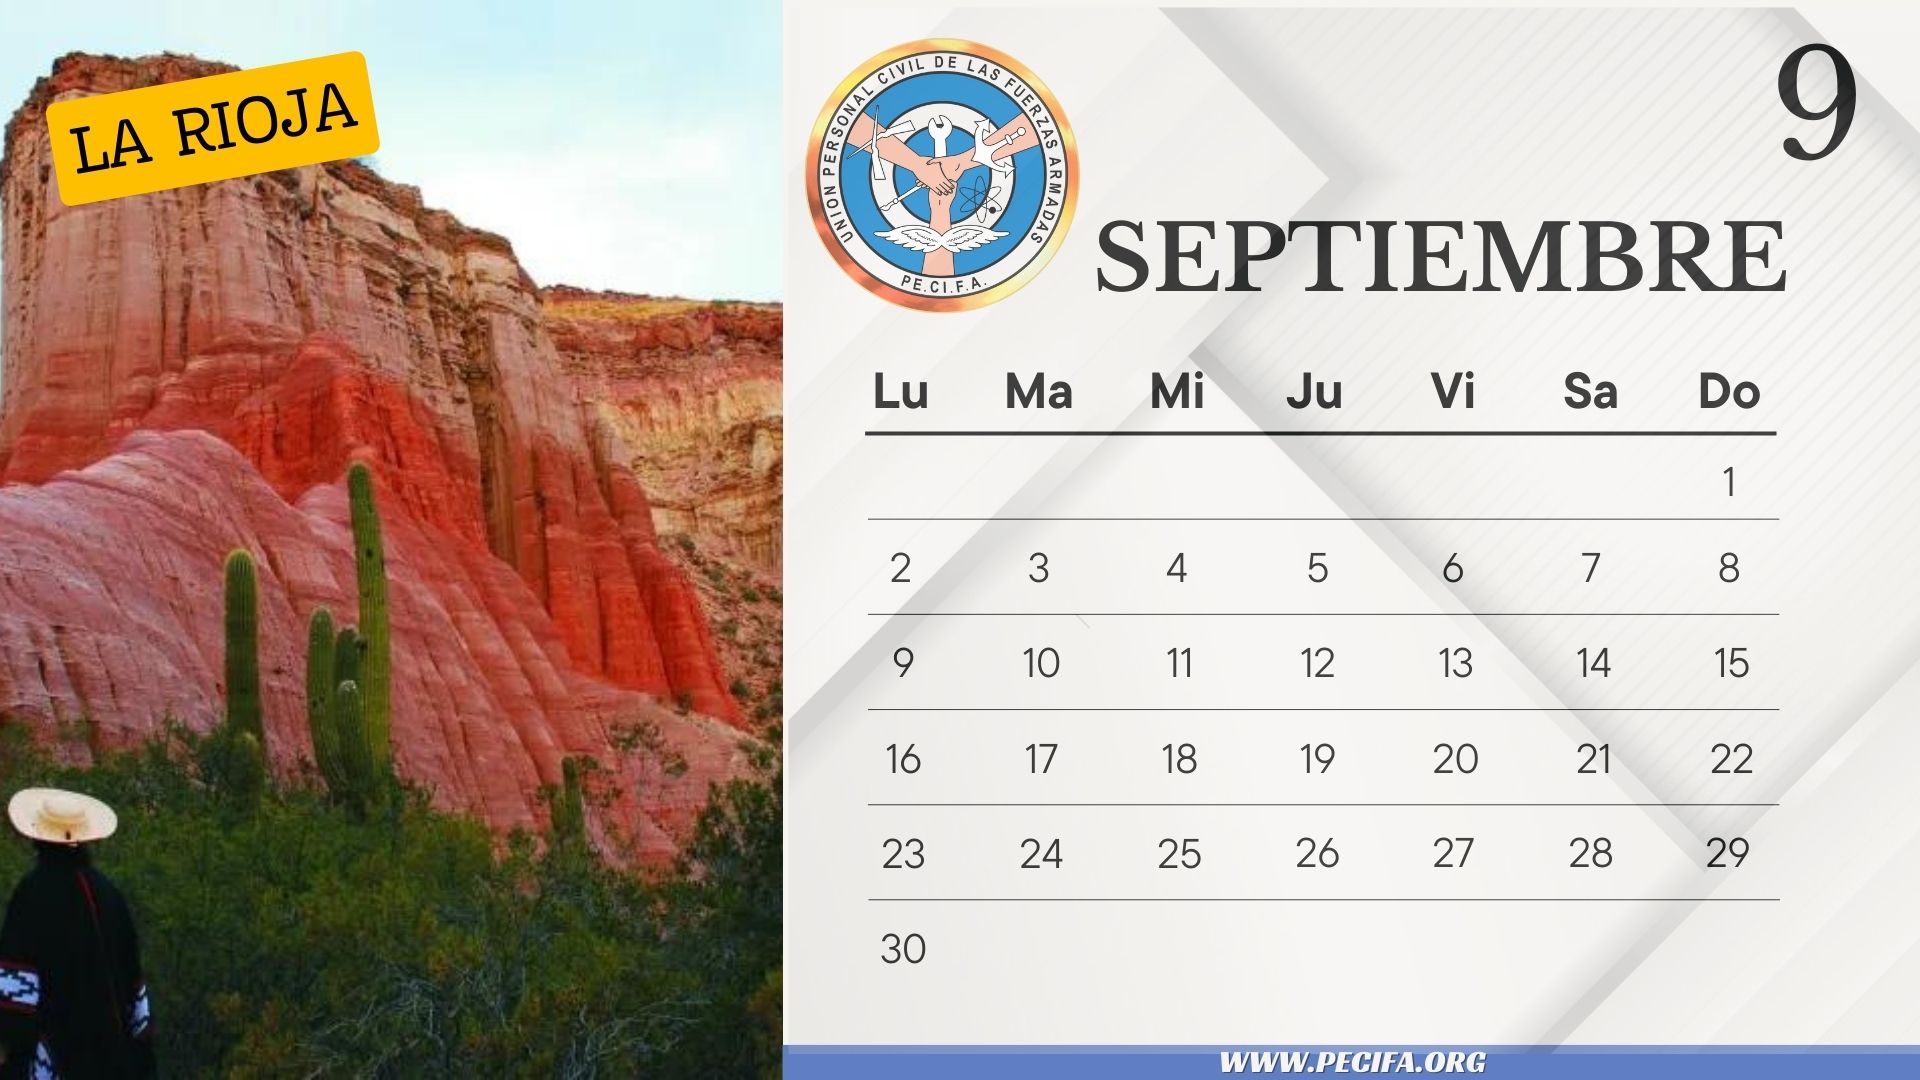 LA RIOJA
UNION PERSONAL CIVIL DE LAS FUERZAS ARMADAS
PE.CI.F.A.
9
SEPTIEMBRE
Lu Ma Mi Ju Vi Sa Do
1
2 3 4 5 6 7 8
9 10 11 12 13 14 15
16 17 18 19 20 21 22
23 24 25 26 27 28 29
30
WWW.PECIFA.ORG